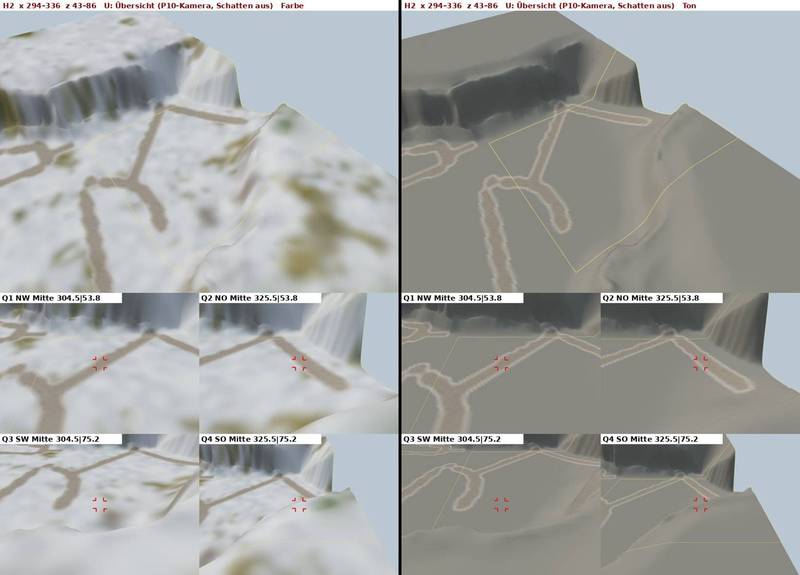 H2 x 294-336 z 43-86 U: Übersicht (P10-Kamera, Schatten aus) Farbe
H2 x 294-336 z 43-86 U: Übersicht (P10-Kamera, Schatten aus) Ton
Q1 NW Mitte 304.5|53.8
Q2 NO Mitte 325.5|53.8
Q1 NW Mitte 304.5|53.8
Q2 NO Mitte 325.5|53.8
Q3 SW Mitte 304.5|75.2
Q4 SO Mitte 325.5|75.2
Q3 SW Mitte 304.5|75.2
Q4 SO Mitte 325.5|75.2